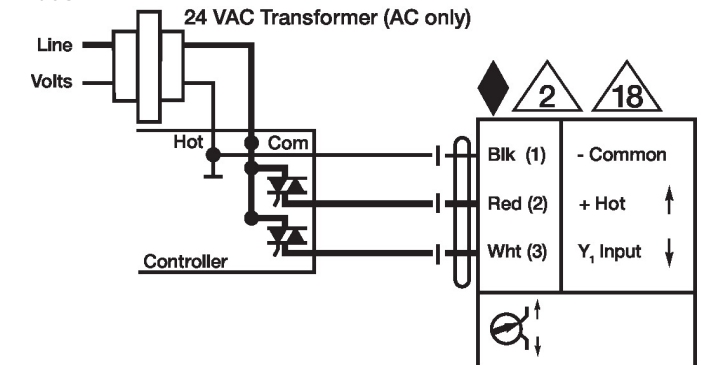 24 VAC Transformer (AC only)
Line
Volts
2
18
Hot
Com
Blk (1)
- Common
Red (2)
+ Hot
Wht (3)
Y1 Input
Controller